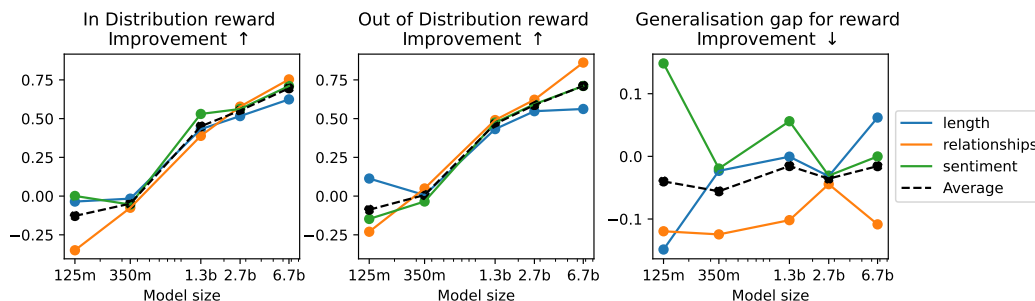 In Distribution reward
Improvement ↑
0.75
0.50
0.25
0.00
−0.25
125m 350m 1.3b 2.7b 6.7b
Model size
Out of Distribution reward
Improvement ↑
0.75
0.50
0.25
0.00
−0.25
125m 350m 1.3b 2.7b 6.7b
Model size
Generalisation gap for reward
Improvement ↓
0.1
0.0
−0.1
125m 350m 1.3b 2.7b 6.7b
Model size
length
relationships
sentiment
Average